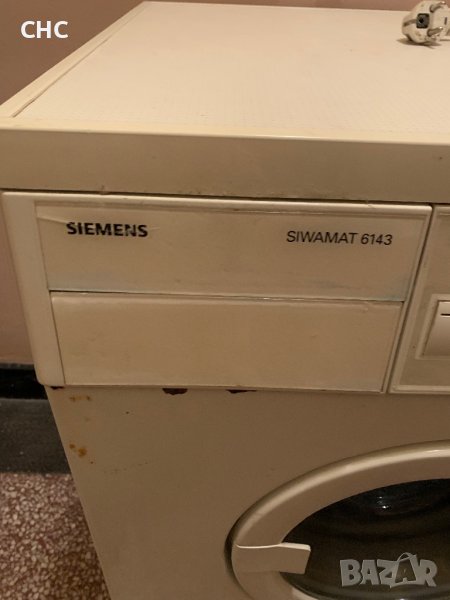 CHC
SIEMENS
SIWAMAT 6143
BAZAR